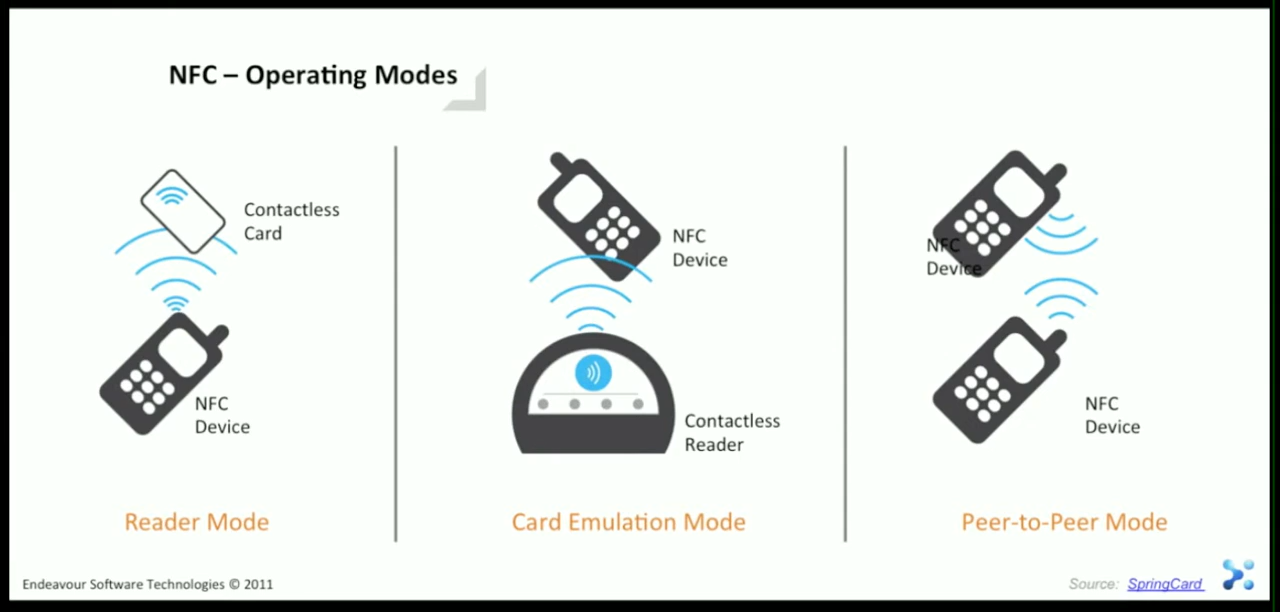 NFC – Operating Modes
Contactless
Card
NFC
Device
Reader Mode
NFC
Device
Contactless
Reader
Card Emulation Mode
NFC
Device
NFC
Device
Peer-to-Peer Mode
Endeavour Software Technologies © 2011
Source: SpringCard